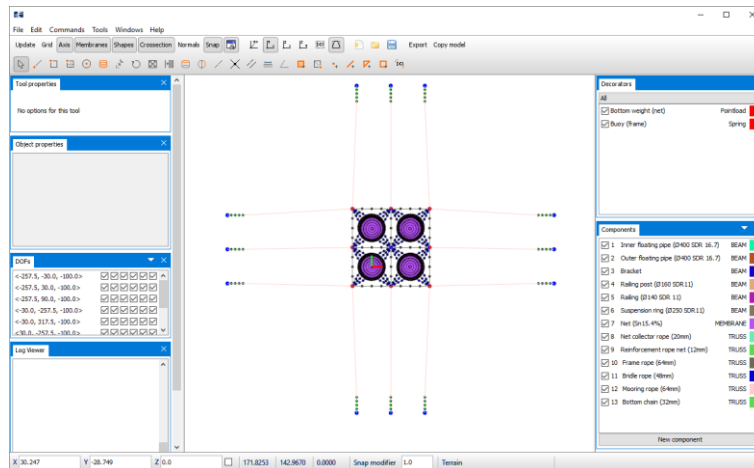 File Edit Commands Tools Windows Help
Update Grid Axis Membranes Shapes Crossection Normals Snap Export Copy model
Tool properties
No options for this tool
Object properties
DOFs
<-257.5, -30.0, -100.0>
<-257.5, 30.0, -100.0>
<-257.5, 90.0, -100.0>
<-30.0, -257.5, -100.0>
<-30.0, 317.5, -100.0>
<30.0, -257.5, -100.0>
Log Viewer
Decorators
All
Bottom weight (net) Pointload
Buoy (frame) Spring
Components
1 Inner floating pipe (Ø400 SDR 16.7) BEAM
2 Outer floating pipe (Ø400 SDR 16.7) BEAM
3 Bracket BEAM
4 Railing post (Ø160 SDR 11) BEAM
5 Railing (Ø140 SDR 11) BEAM
6 Suspension ring (Ø250 SDR11) BEAM
7 Net (Sn15.4%) MEMBRANE
8 Net collector rope (20mm) TRUSS
9 Reinforcement rope net (12mm) TRUSS
10 Frame rope (64mm) TRUSS
11 Bridle rope (48mm) TRUSS
12 Mooring rope (64mm) TRUSS
13 Bottom chain (32mm) TRUSS
New component
X 30.247 Y -28.749 Z 0.0 171.8253 142.9670 0.0000 Snap modifier 1.0 Terrain